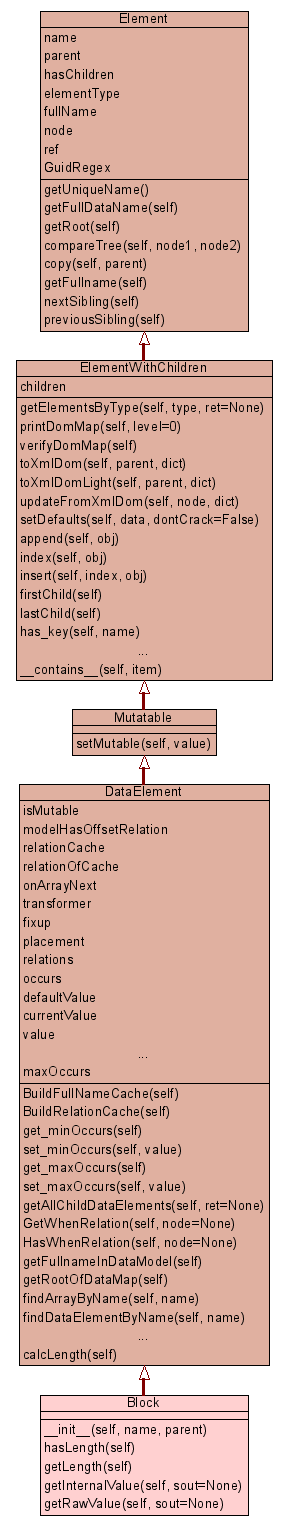 Element
name
parent
hasChildren
elementType
fullName
node
ref
GuidRegex
getUniqueName()
getFullDataName(self)
getRoot(self)
compareTree(self, node1, node2)
copy(self, parent)
getFullname(self)
nextSibling(self)
previousSibling(self)
ElementWithChildren
children
getElementsByType(self, type, ret=None)
printDomMap(self, level=0)
verifyDomMap(self)
toXmlDom(self, parent, dict)
toXmlDomLight(self, parent, dict)
updateFromXmlDom(self, node, dict)
setDefaults(self, data, dontCrack=False)
append(self, obj)
index(self, obj)
insert(self, index, obj)
firstChild(self)
lastChild(self)
has_key(self, name)
...
__contains__(self, item)
Mutatable
setMutable(self, value)
DataElement
isMutable
modelHasOffsetRelation
relationCache
relationOfCache
onArrayNext
transformer
fixup
placement
relations
occurs
defaultValue
currentValue
value
...
maxOccurs
BuildFullNameCache(self)
BuildRelationCache(self)
get_minOccurs(self)
set_minOccurs(self, value)
get_maxOccurs(self)
set_maxOccurs(self, value)
getAllChildDataElements(self, ret=None)
GetWhenRelation(self, node=None)
HasWhenRelation(self, node=None)
getFullnameInDataModel(self)
getRootOfDataMap(self)
findArrayByName(self, name)
findDataElementByName(self, name)
...
calcLength(self)
Block
__init__(self, name, parent)
hasLength(self)
getLength(self)
getInternalValue(self, sout=None)
getRawValue(self, sout=None)